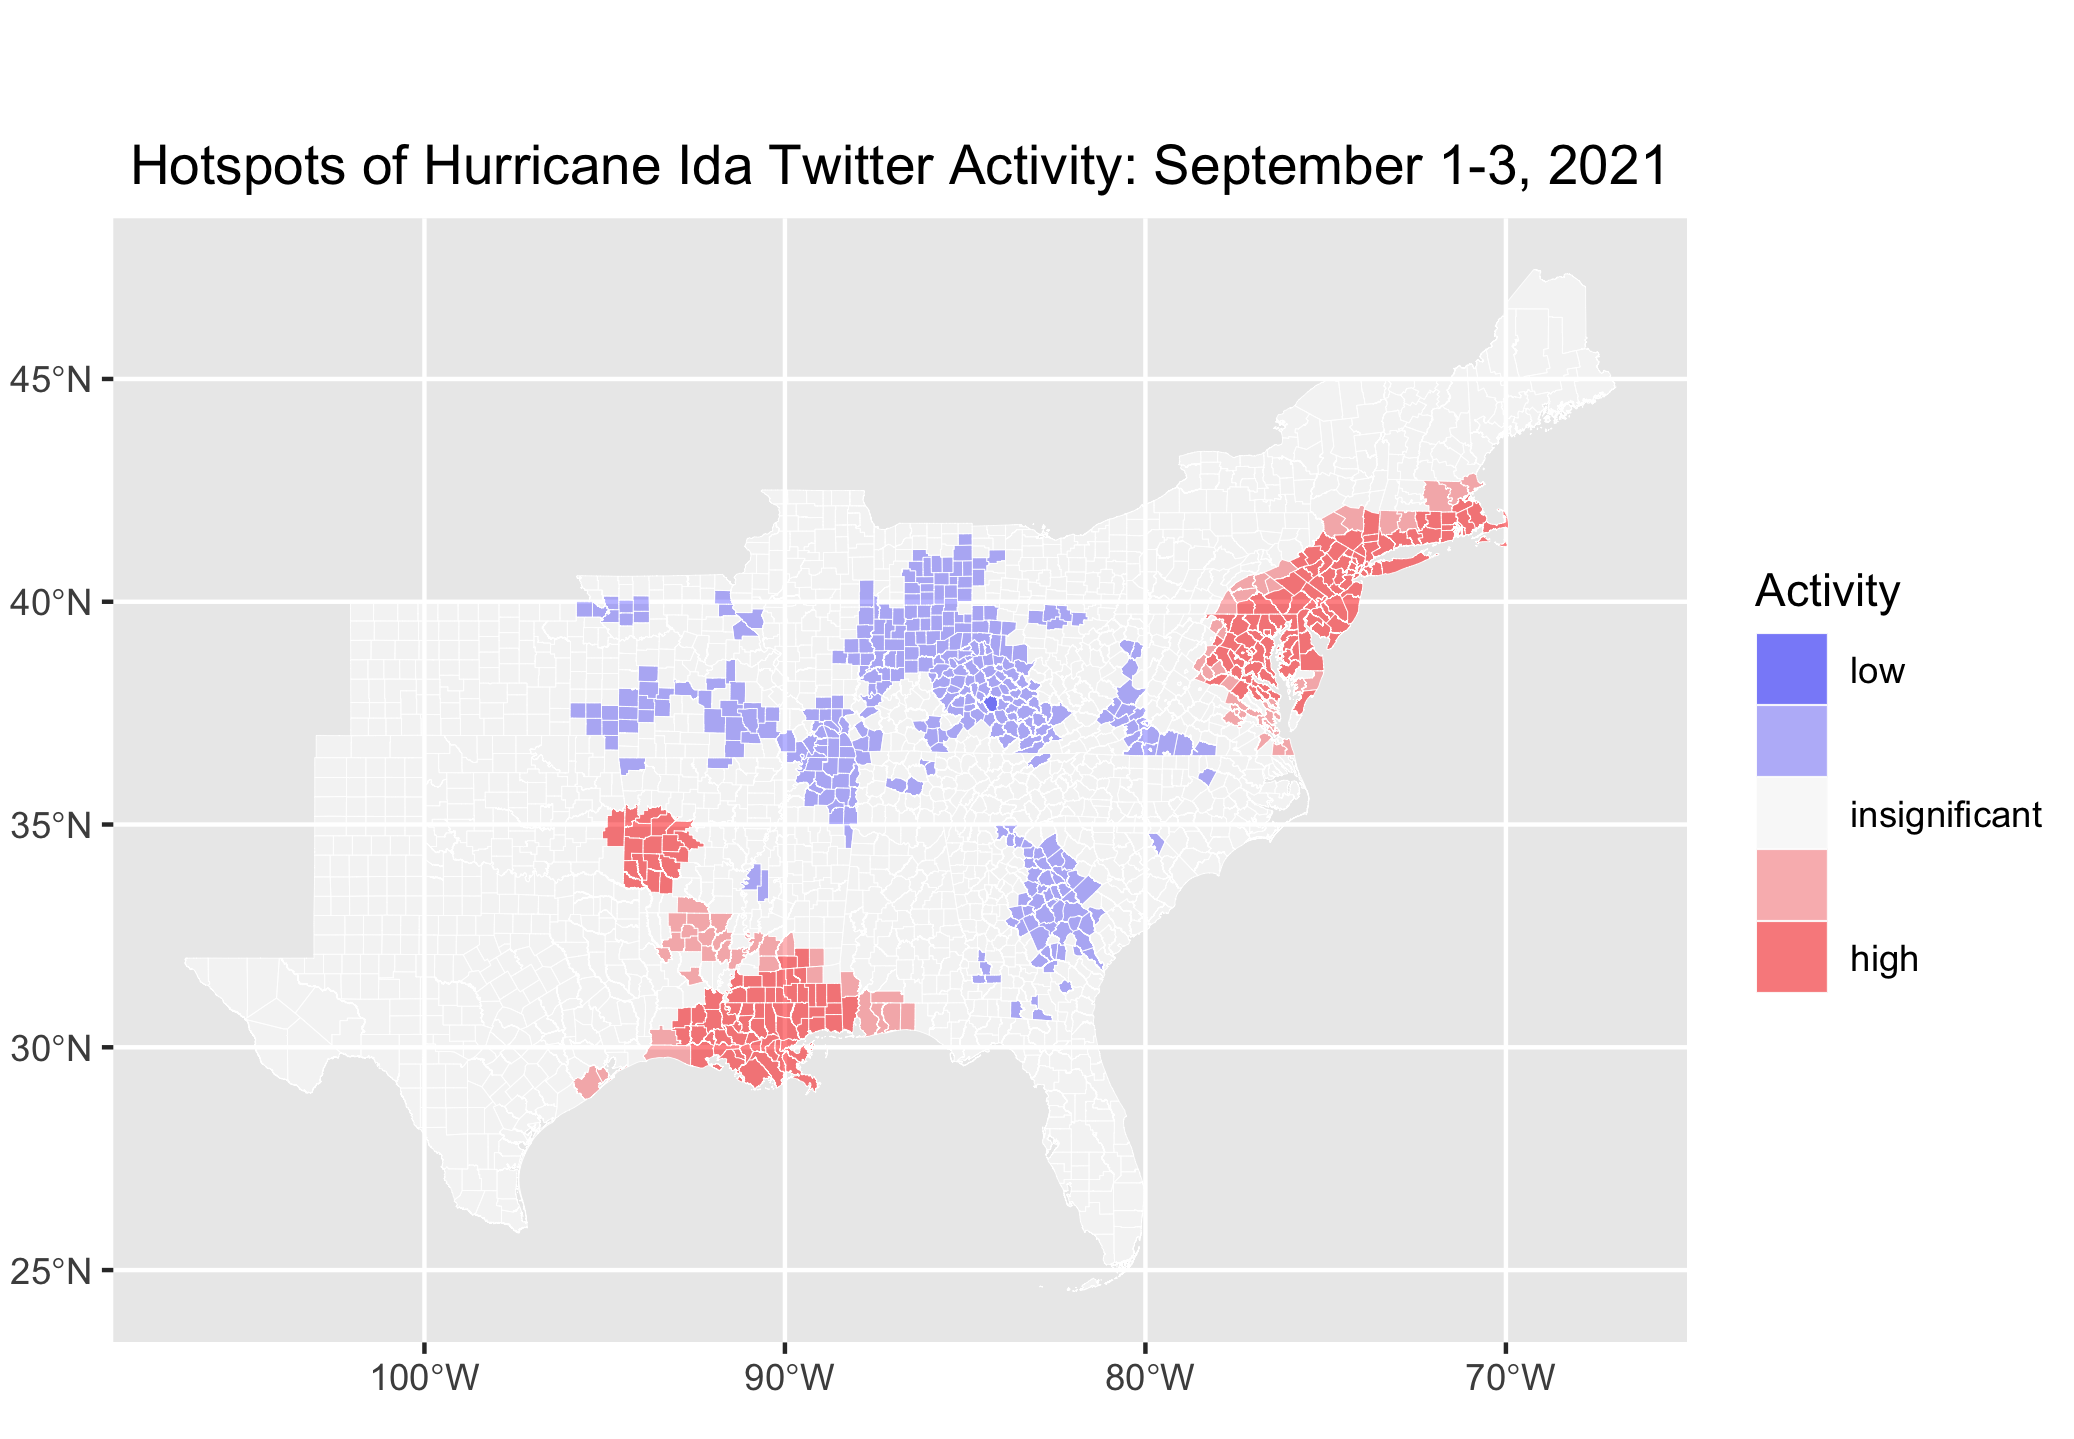 Hotspots of Hurricane Ida Twitter Activity: September 1-3, 2021
45°N
40°N
35°N
30°N
25°N
100°W
90°W
80°W
70°W
Activity
low
insignificant
high